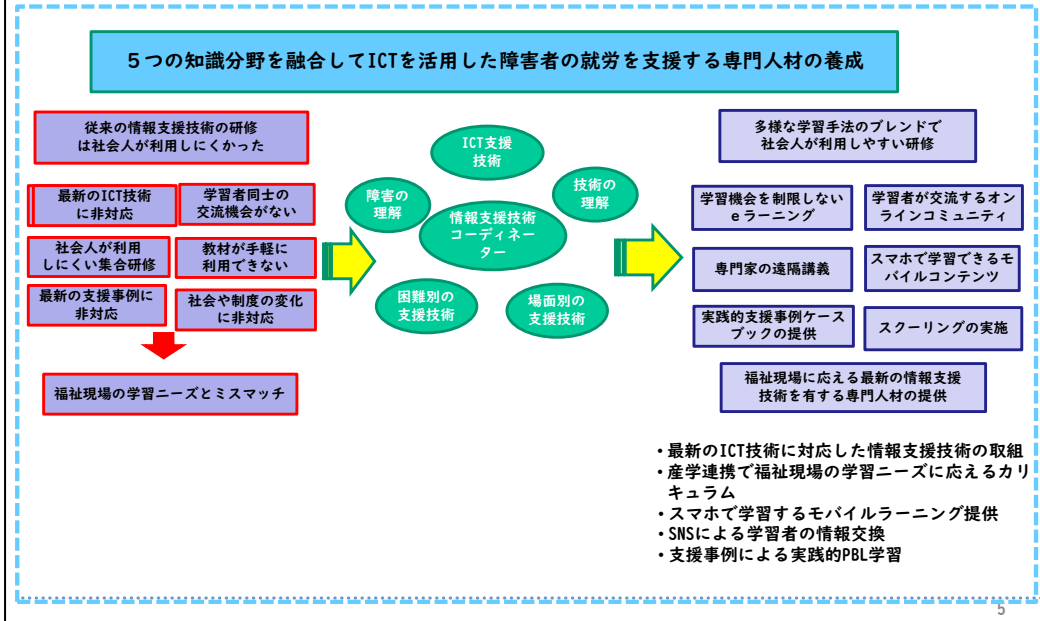 ５つの知識分野を融合してICTを活用した障害者の就労を支援する専門人材の養成
従来の情報支援技術の研修
は社会人が利用しにくかった
最新のICT技術
に非対応
学習者同士の
交流機会がない
社会人が利用
しにくい集合研修
教材が手軽に
利用できない
最新の支援事例に
非対応
社会や制度の変化
に非対応
福祉現場の学習ニーズとミスマッチ
ICT支援
技術
障害の
理解
技術の
理解
情報支援技術
コーディネー
ター
困難別の
支援技術
場面別の
支援技術
多様な学習手法のブレンドで
社会人が利用しやすい研修
学習機会を制限しない
ｅラーニング
学習者が交流するオン
ラインコミュニティ
専門家の遠隔講義
スマホで学習できるモ
バイルコンテンツ
実践的支援事例ケース
ブックの提供
スクーリングの実施
福祉現場に応える最新の情報支援
技術を有する専門人材の提供
・最新のICT技術に対応した情報支援技術の取組
・産学連携で福祉現場の学習ニーズに応えるカリ
キュラム
・スマホで学習するモバイルラーニング提供
・SNSによる学習者の情報交換
・支援事例による実践的PBL学習
5